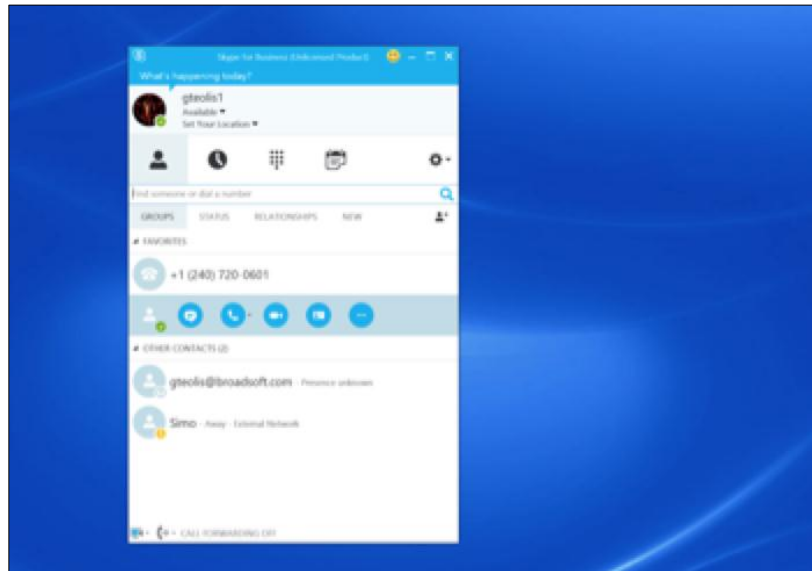 Skype for Business (Unlicensed Product)
What's happening today?
gteolis1
Available
Set Your Location
Find someone or dial a number
GROUPS STATUS RELATIONSHIPS NEW
FAVORITES
+1 (240) 720-0601
OTHER CONTACTS (2)
gteolis@broadsoft.com - Presence unknown
Simo - Away - External Network
CALL FORWARDING OFF